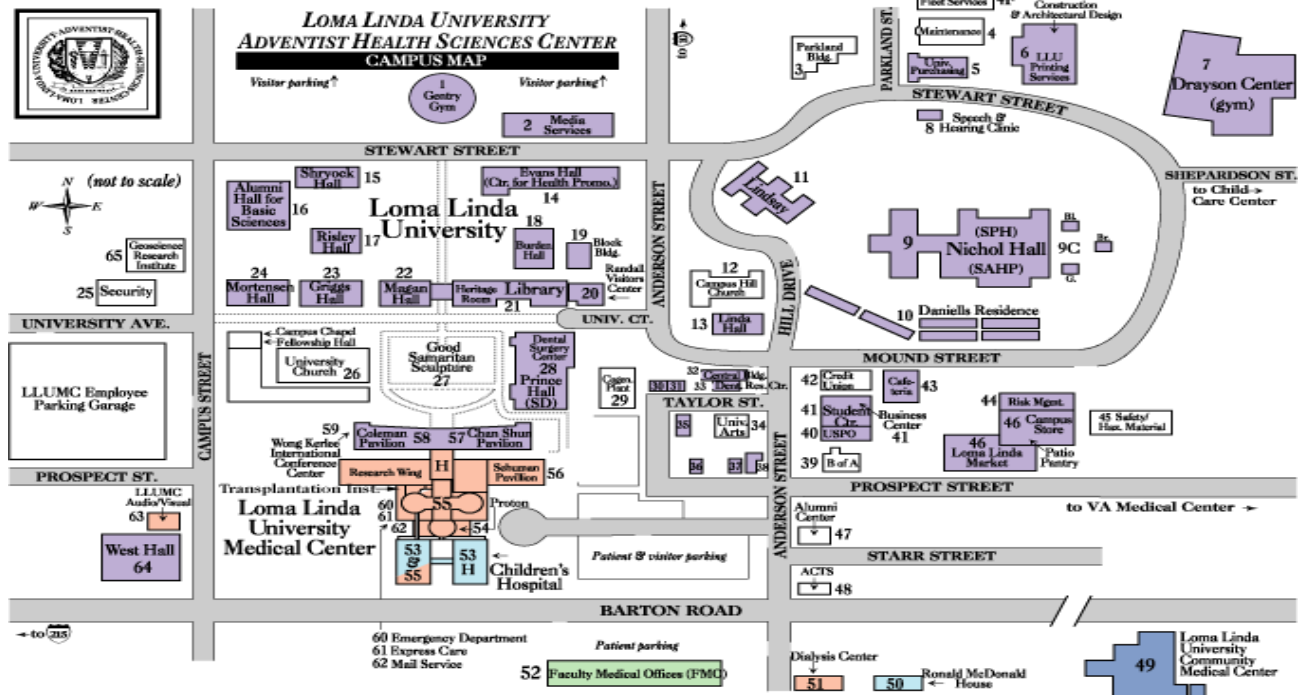 LOMA LINDA UNIVERSITY
ADVENTIST HEALTH SCIENCES CENTER
CAMPUS MAP
Visitor parking↑
Visitor parking↑
1
Gentry
Gym
2 Media
Services
to
Construction
& Architectural Design
Maintenance 4
Parkland
Bldg.
3
Univ.
Purchasing 5
6 LLU
Printing
Services
7
Drayson Center
(gym)
PARKLAND ST.
STEWART STREET
Speech &
8 Hearing Clinic
STEWART STREET
SHEPARDSON ST.
to Child→
Care Center
N (not to scale)
W E
S
Shryock
Hall 15
Evans Hall
(Ctr. for Health Promo.)
14
Alumni
Hall for
Basic
Sciences 16
Loma Linda
University
Risley
Hall 17
18
Burden
Hall
19 Block
Bldg.
Lindsay 11
ANDERSON STREET
9 (SPH)
Nichol Hall
(SAHP)
9C
Bl.
Br.
G.
65 Geoscience
Research
Institute
25 Security
24
Mortensen
Hall
23
Griggs
Hall
22
Magan
Hall
Heritage
Room Library
21
20
Randall
Visitors
Center
←
12
Campus Hill
Church
13 Linda
Hall
HILL DRIVE
10 Daniells Residence
UNIVERSITY AVE.
UNIV. CT.
MOUND STREET
LLUMC Employee
Parking Garage
CAMPUS STREET
Campus Chapel
Fellowship Hall
University
Church 26
Good
Samaritan
Sculpture
27
Dental
Surgery
Center
28
Prince
Hall
(SD)
Cogen.
Plant
29
32 Central Bldg.
30 31 33 Dent. Res. Ctr.
TAYLOR ST.
35
Univ.
Arts 34
36 37 38
42 Credit
Union
Cafe-
teria 43
41 Student
Ctr.
40 USPO
Business
Center
41
39 B of A
44 Risk Mgmt.
46 Campus
Store
46
Loma Linda
Market
Patio
Pantry
45 Safety/
Haz. Material
ANDERSON STREET
59
Wong Kerlee
International
Conference
Center
Coleman
Pavilion 58
57 Chan Shun
Pavilion
Research Wing
H
Schuman
Pavilion 56
Transplantation Inst.
55
Proton
60
61
62
54
Loma Linda
University
Medical Center
53
&
55
53
H
←
Children's
Hospital
PROSPECT ST.
LLUMC
Audio/Visual
63
West Hall
64
PROSPECT STREET
to VA Medical Center →
Patient & visitor parking
Alumni
Center
47
STARR STREET
ACTS
48
BARTON ROAD
←to 215
60 Emergency Department
61 Express Care
62 Mail Service
Patient parking
52 Faculty Medical Offices (FMO)
Dialysis Center
51
50
Ronald McDonald
← House
49
Loma Linda
University
Community
Medical Center